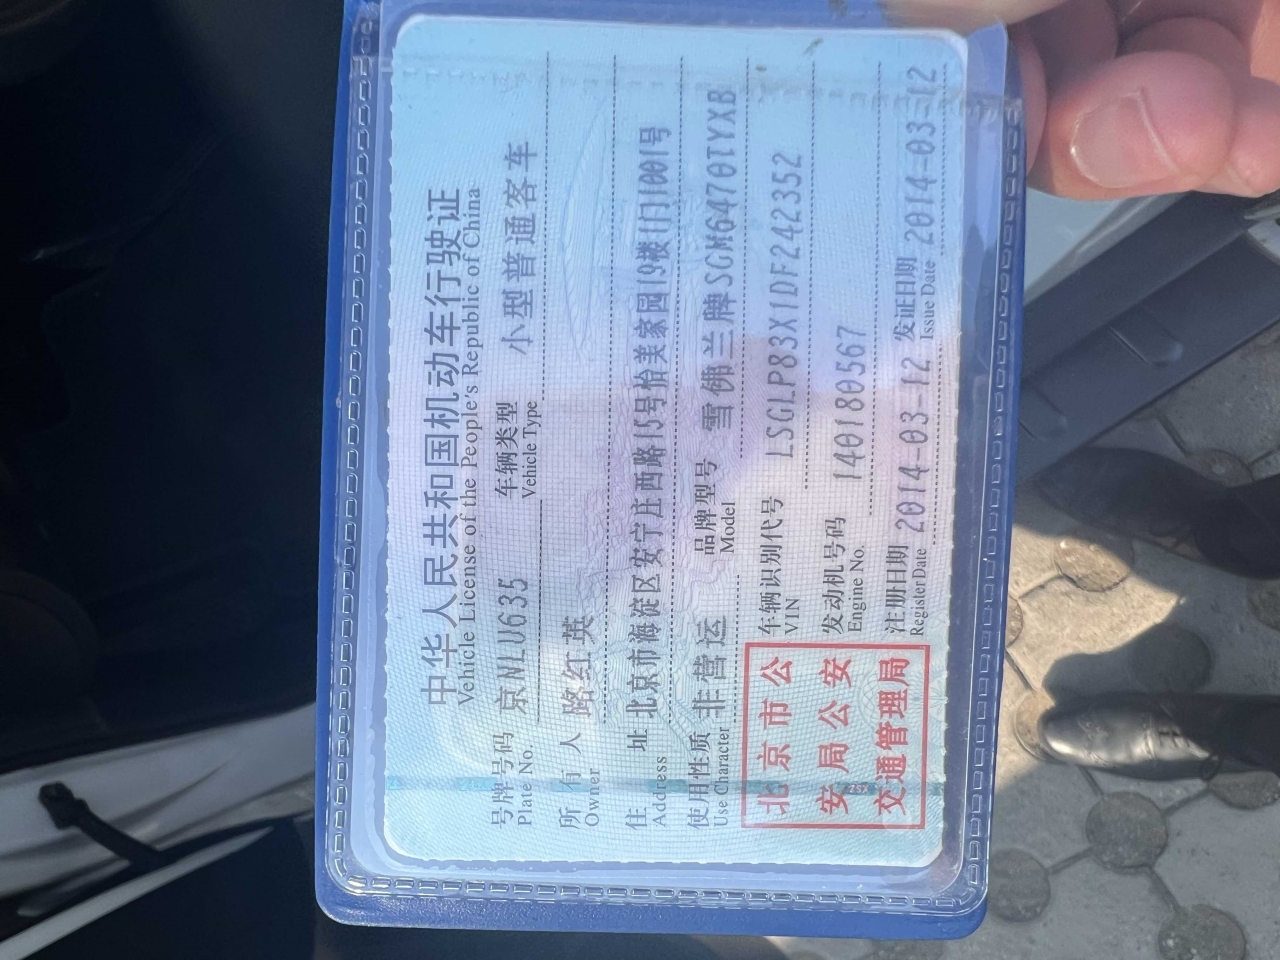 中华人民共和国机动车行驶证
Vehicle License of the People's Republic of China
号牌号码 京NLU635 车辆类型 小型普通客车
Plate No. Vehicle Type
所有人 路红英
Owner
住址 北京市海淀区安宁庄西路15号怡美家园19楼1门1001号
Address
使用性质 非营运 品牌型号 雪佛兰牌SGM6470TYXB
Use Character Model
北京市公
安局公安
交通管理局
车辆识别代号 LSGLP83X1DF242352
VIN
发动机号码 140180567
Engine No.
注册日期 2014-03-12 发证日期 2014-03-12
Register Date Issue Date